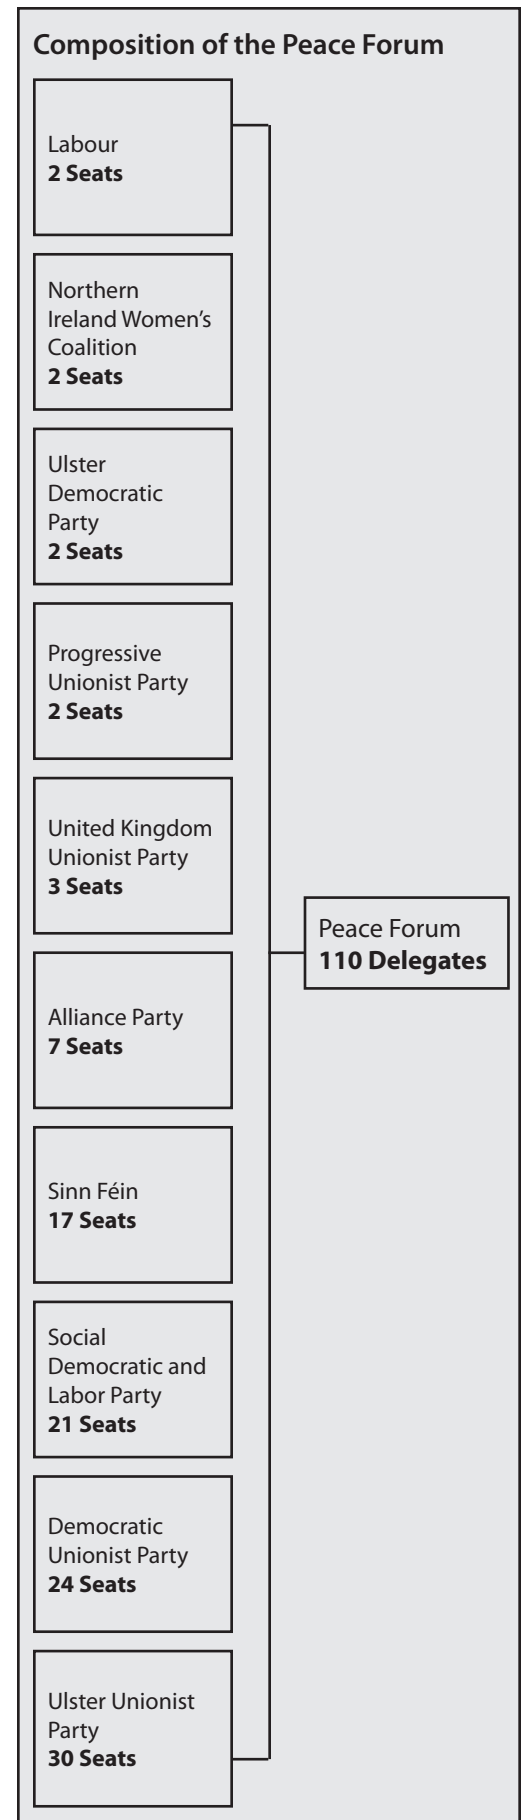 Composition of the Peace Forum
Labour
2 Seats
Northern
Ireland Women’s
Coalition
2 Seats
Ulster
Democratic
Party
2 Seats
Progressive
Unionist Party
2 Seats
United Kingdom
Unionist Party
3 Seats
Peace Forum
110 Delegates
Alliance Party
7 Seats
Sinn Féin
17 Seats
Social
Democratic and
Labor Party
21 Seats
Democratic
Unionist Party
24 Seats
Ulster Unionist
Party
30 Seats